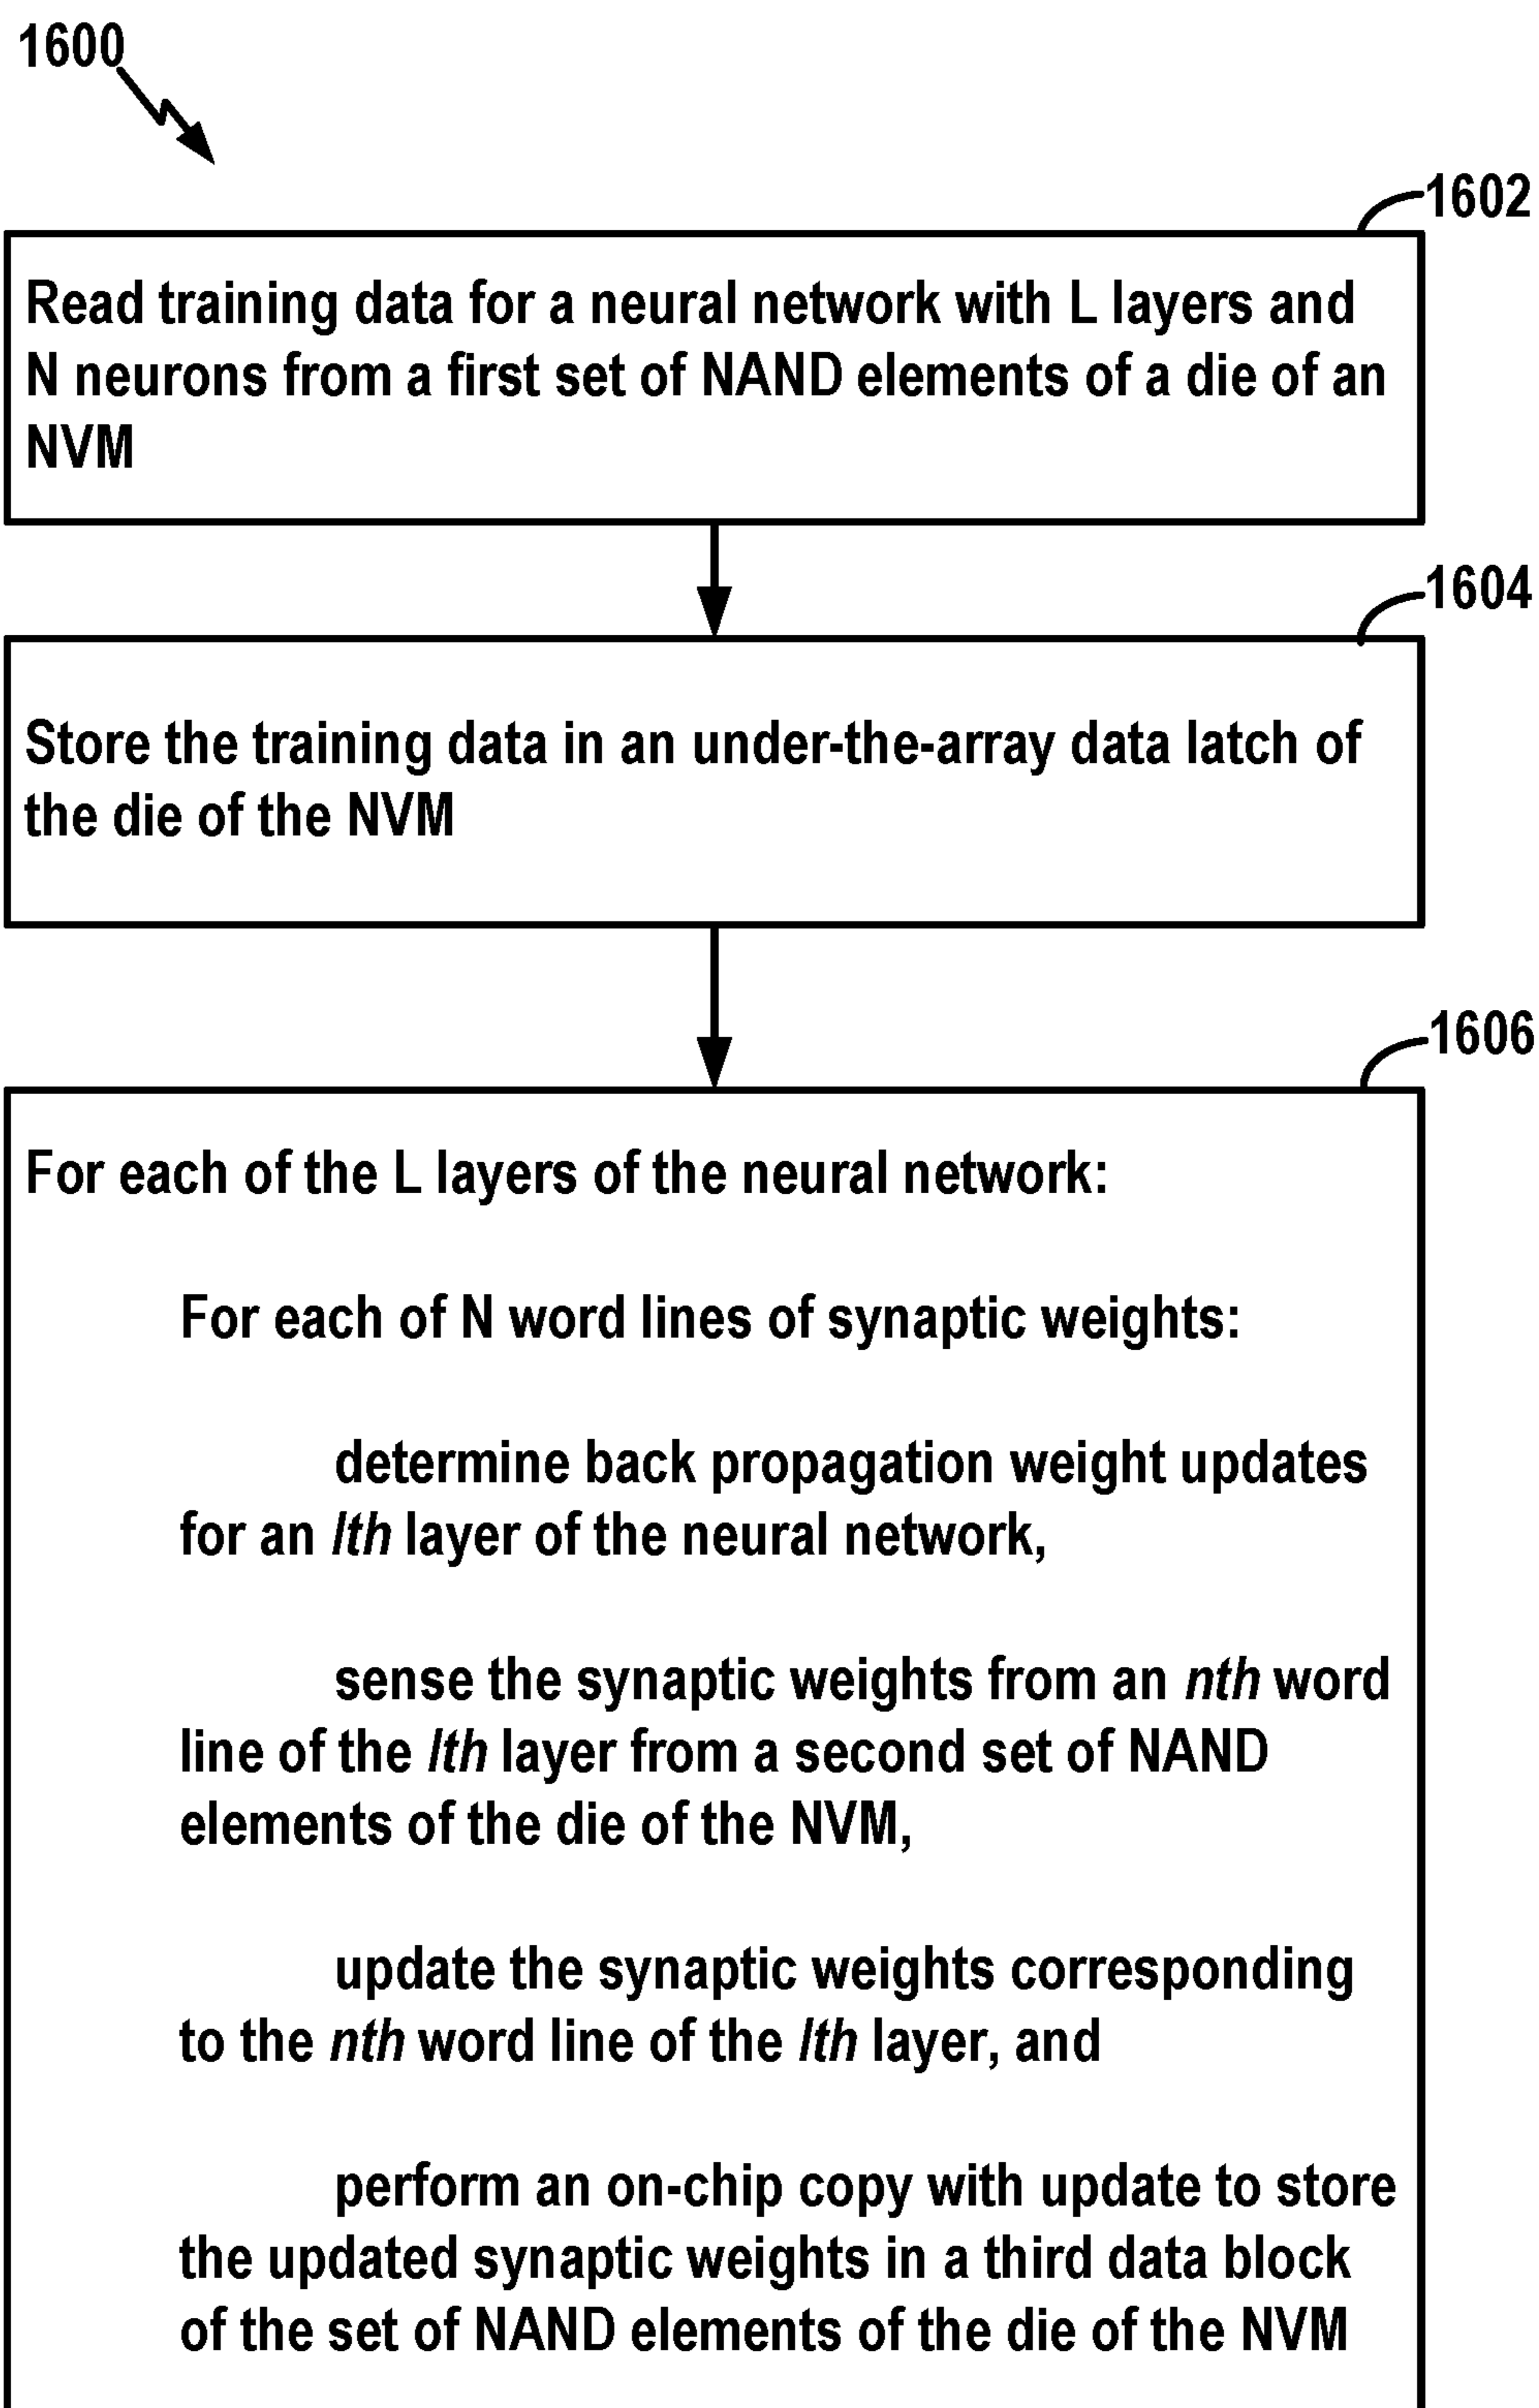 1600
1602
Read training data for a neural network with L layers and
N neurons from a first set of NAND elements of a die of an
NVM
1604
Store the training data in an under-the-array data latch of
the die of the NVM
1606
For each of the L layers of the neural network:
For each of N word lines of synaptic weights:
determine back propagation weight updates
for an lth layer of the neural network,
sense the synaptic weights from an nth word
line of the lth layer from a second set of NAND
elements of the die of the NVM,
update the synaptic weights corresponding
to the nth word line of the lth layer, and
perform an on-chip copy with update to store
the updated synaptic weights in a third data block
of the set of NAND elements of the die of the NVM